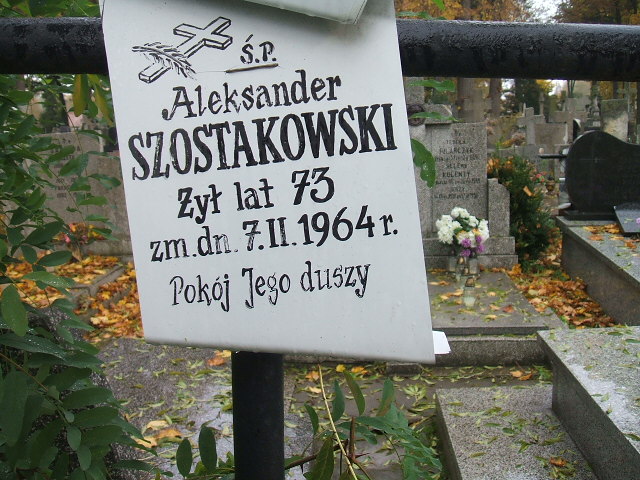 Ś.P.
Aleksander
SZOSTAKOWSKI
Żył lat 73
zm. dn. 7.II.1964 r.
Pokój Jego duszy